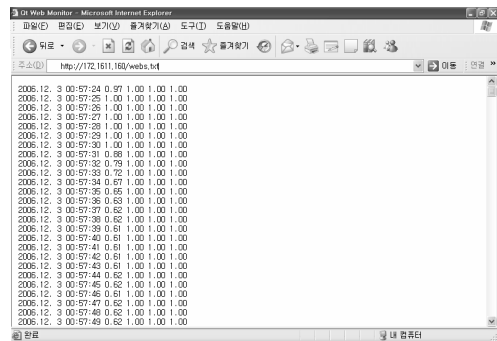 Qt Web Monitor - Microsoft Internet Explorer
파일(F) 편집(E) 보기(V) 즐겨찾기(A) 도구(T) 도움말(H)
뒤로 검색 즐겨찾기
주소(D) http://172,1611,160/webs,txt 이동 연결 »
2006.12. 3 00:57:24 0.97 1.00 1.00 1.00
2006.12. 3 00:57:25 1.00 1.00 1.00 1.00
2006.12. 3 00:57:26 1.00 1.00 1.00 1.00
2006.12. 3 00:57:27 1.00 1.00 1.00 1.00
2006.12. 3 00:57:28 1.00 1.00 1.00 1.00
2006.12. 3 00:57:29 1.00 1.00 1.00 1.00
2006.12. 3 00:57:30 1.00 1.00 1.00 1.00
2006.12. 3 00:57:31 0.88 1.00 1.00 1.00
2006.12. 3 00:57:32 0.79 1.00 1.00 1.00
2006.12. 3 00:57:33 0.72 1.00 1.00 1.00
2006.12. 3 00:57:34 0.67 1.00 1.00 1.00
2006.12. 3 00:57:35 0.65 1.00 1.00 1.00
2006.12. 3 00:57:36 0.63 1.00 1.00 1.00
2006.12. 3 00:57:37 0.62 1.00 1.00 1.00
2006.12. 3 00:57:38 0.62 1.00 1.00 1.00
2006.12. 3 00:57:39 0.61 1.00 1.00 1.00
2006.12. 3 00:57:40 0.61 1.00 1.00 1.00
2006.12. 3 00:57:41 0.61 1.00 1.00 1.00
2006.12. 3 00:57:42 0.61 1.00 1.00 1.00
2006.12. 3 00:57:43 0.61 1.00 1.00 1.00
2006.12. 3 00:57:44 0.62 1.00 1.00 1.00
2006.12. 3 00:57:45 0.62 1.00 1.00 1.00
2006.12. 3 00:57:46 0.61 1.00 1.00 1.00
2006.12. 3 00:57:47 0.62 1.00 1.00 1.00
2006.12. 3 00:57:48 0.62 1.00 1.00 1.00
2006.12. 3 00:57:49 0.62 1.00 1.00 1.00
완료 내 컴퓨터